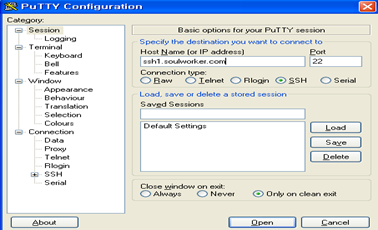 PuTTY Configuration
Category:
Session
Logging
Terminal
Keyboard
Bell
Features
Window
Appearance
Behaviour
Translation
Selection
Colours
Connection
Data
Proxy
Telnet
Rlogin
SSH
Serial
Basic options for your PuTTY session
Specify the destination you want to connect to
Host Name (or IP address) Port
ssh1.soulworker.com 22
Connection type:
Raw Telnet Rlogin SSH Serial
Load, save or delete a stored session
Saved Sessions
Default Settings
Load
Save
Delete
Close window on exit:
Always Never Only on clean exit
About Open Cancel